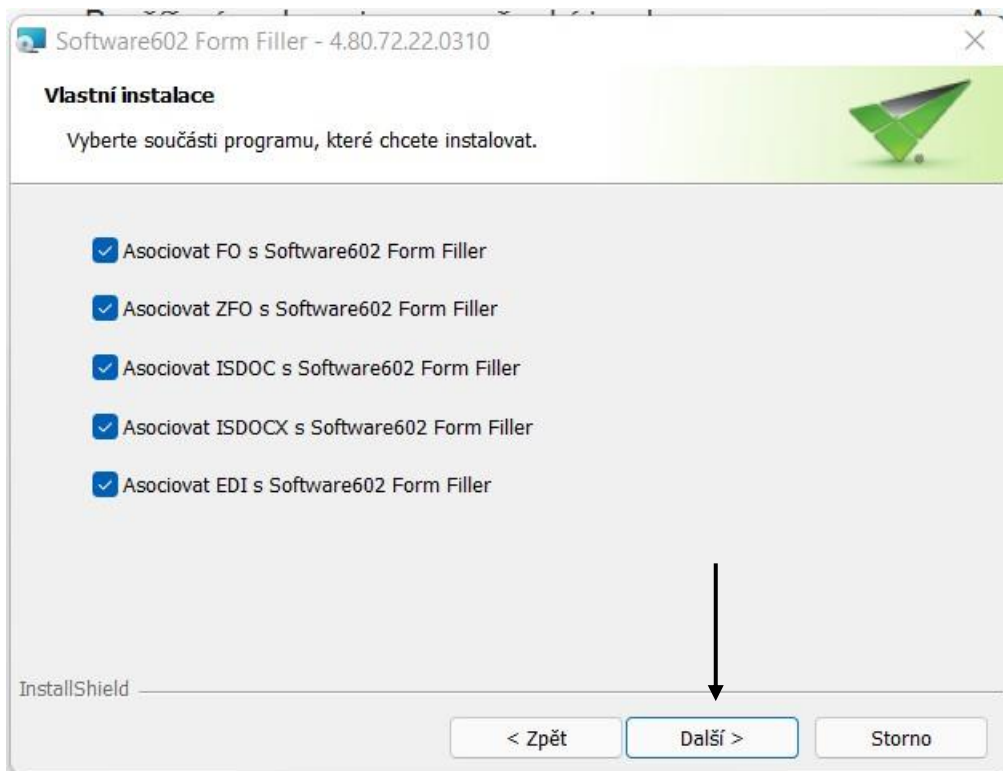 Software602 Form Filler - 4.80.72.22.0310
Vlastní instalace
Vyberte součásti programu, které chcete instalovat.
Asociovat FO s Software602 Form Filler
Asociovat ZFO s Software602 Form Filler
Asociovat ISDOC s Software602 Form Filler
Asociovat ISDOCX s Software602 Form Filler
Asociovat EDI s Software602 Form Filler
InstallShield
< Zpět Další > Storno